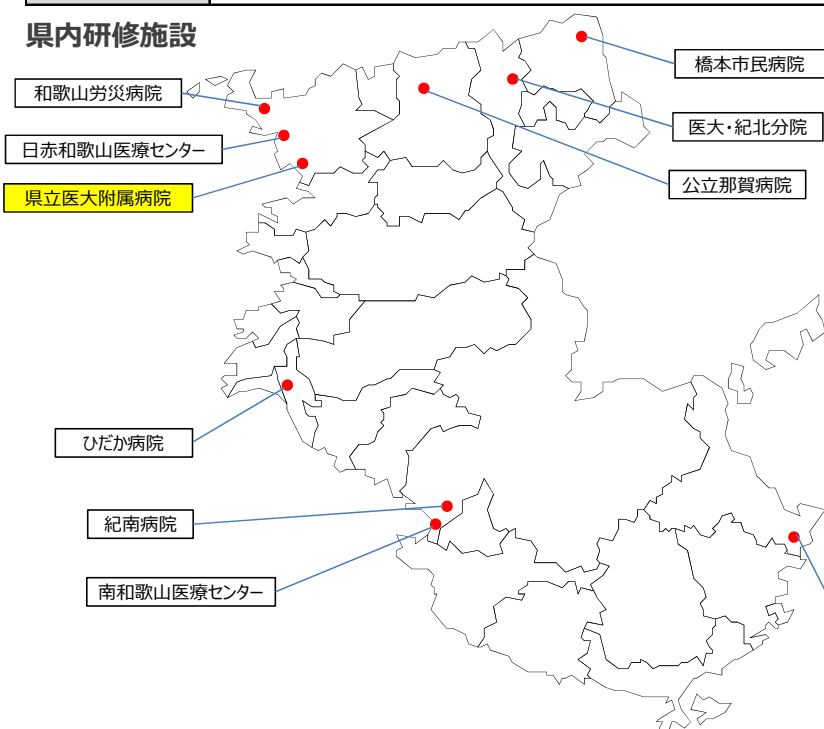 県内研修施設
橋本市民病院
和歌山労災病院
医大・紀北分院
日赤和歌山医療センター
公立那賀病院
県立医大附属病院
ひだか病院
紀南病院
南和歌山医療センター